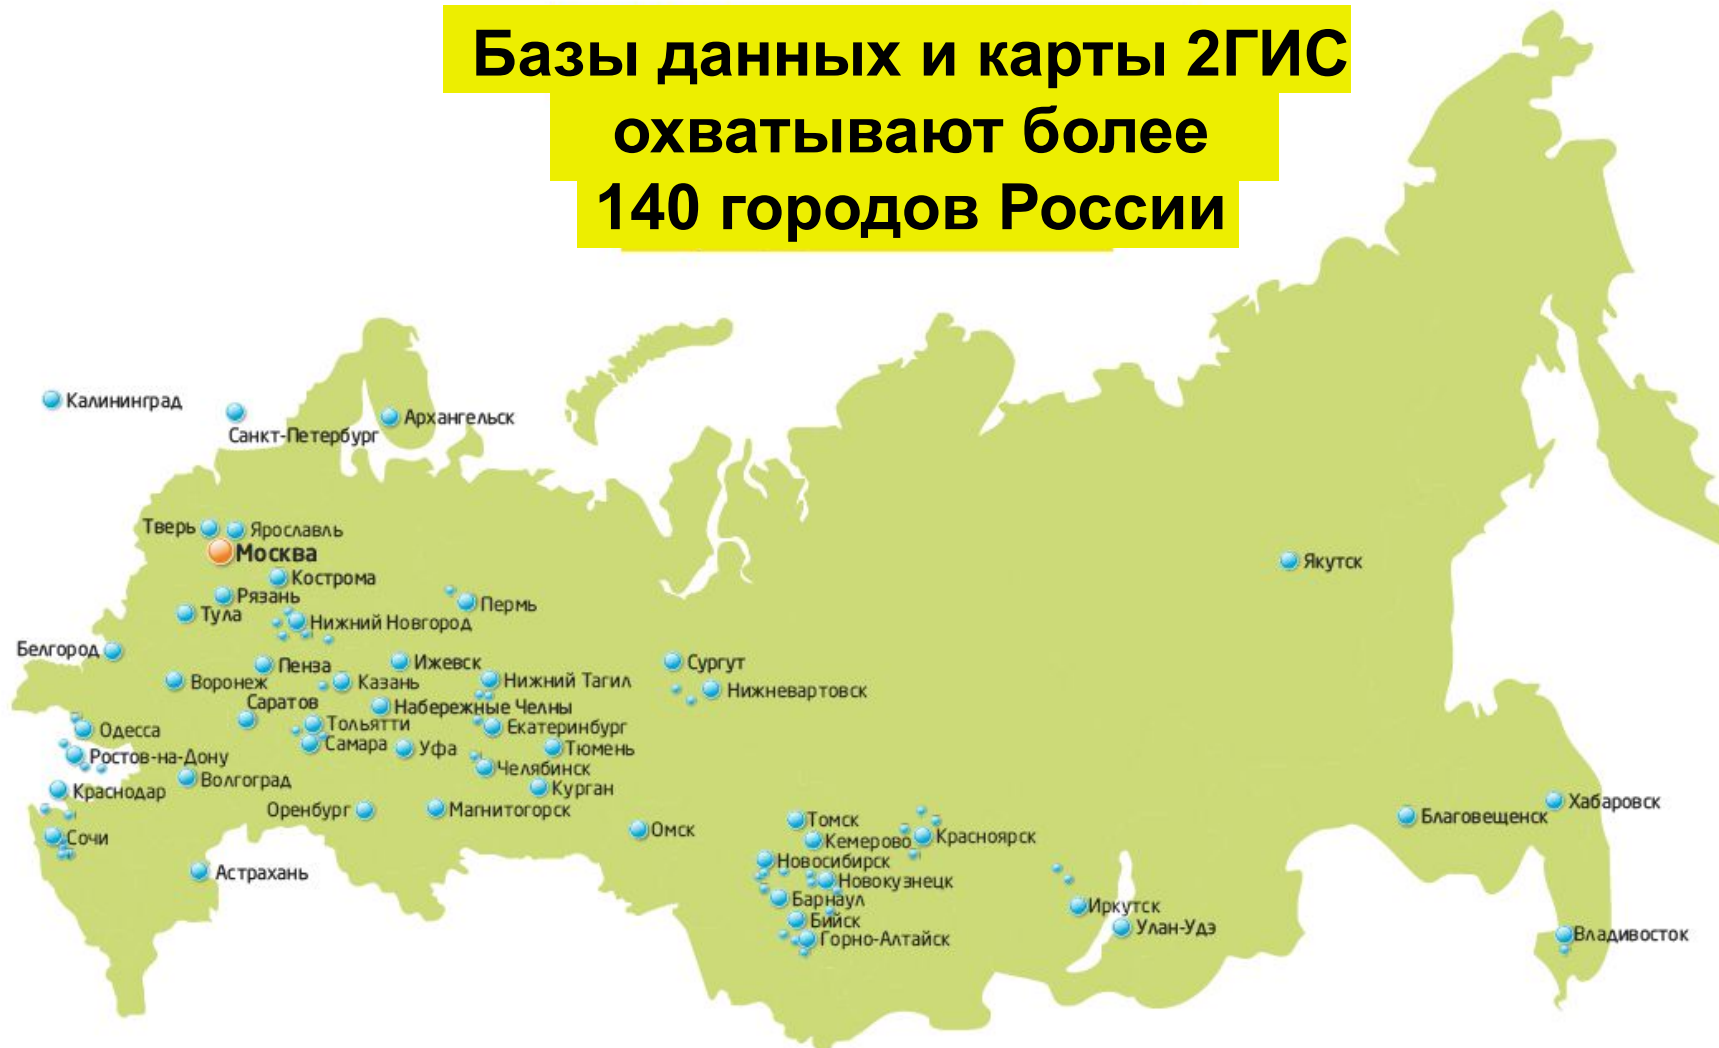 Базы данных и карты 2ГИС
охватывают более
140 городов России
Калининград
Санкт-Петербург
Архангельск
Тверь
Ярославль
Москва
Кострома
Рязань
Тула
Пермь
Нижний Новгород
Якутск
Белгород
Пенза
Ижевск
Сургут
Воронеж
Казань
Нижний Тагил
Нижневартовск
Саратов
Набережные Челны
Одесса
Тольятти
Екатеринбург
Самара
Уфа
Тюмень
Ростов-на-Дону
Челябинск
Волгоград
Курган
Краснодар
Оренбург
Магнитогорск
Хабаровск
Благовещенск
Омск
Томск
Сочи
Кемерово
Красноярск
Новосибирск
Астрахань
Новокузнецк
Барнаул
Иркутск
Бийск
Улан-Удэ
Горно-Алтайск
Владивосток